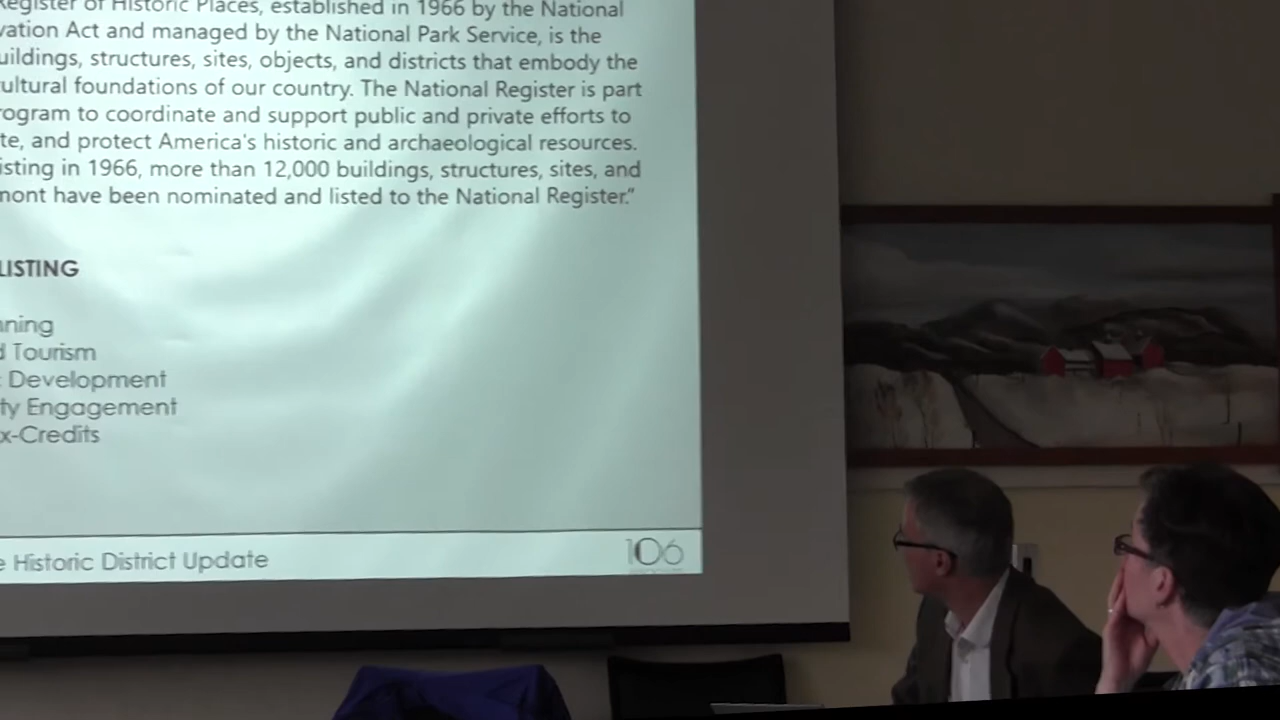 Register of Historic Places, established in 1966 by the National
vation Act and managed by the National Park Service, is the
uildings, structures, sites, objects, and districts that embody the
ultural foundations of our country. The National Register is part
rogram to coordinate and support public and private efforts to
te, and protect America's historic and archaeological resources.
isting in 1966, more than 12,000 buildings, structures, sites, and
mont have been nominated and listed to the National Register."
LISTING
nning
d Tourism
Development
ty Engagement
x-Credits
e Historic District Update
106